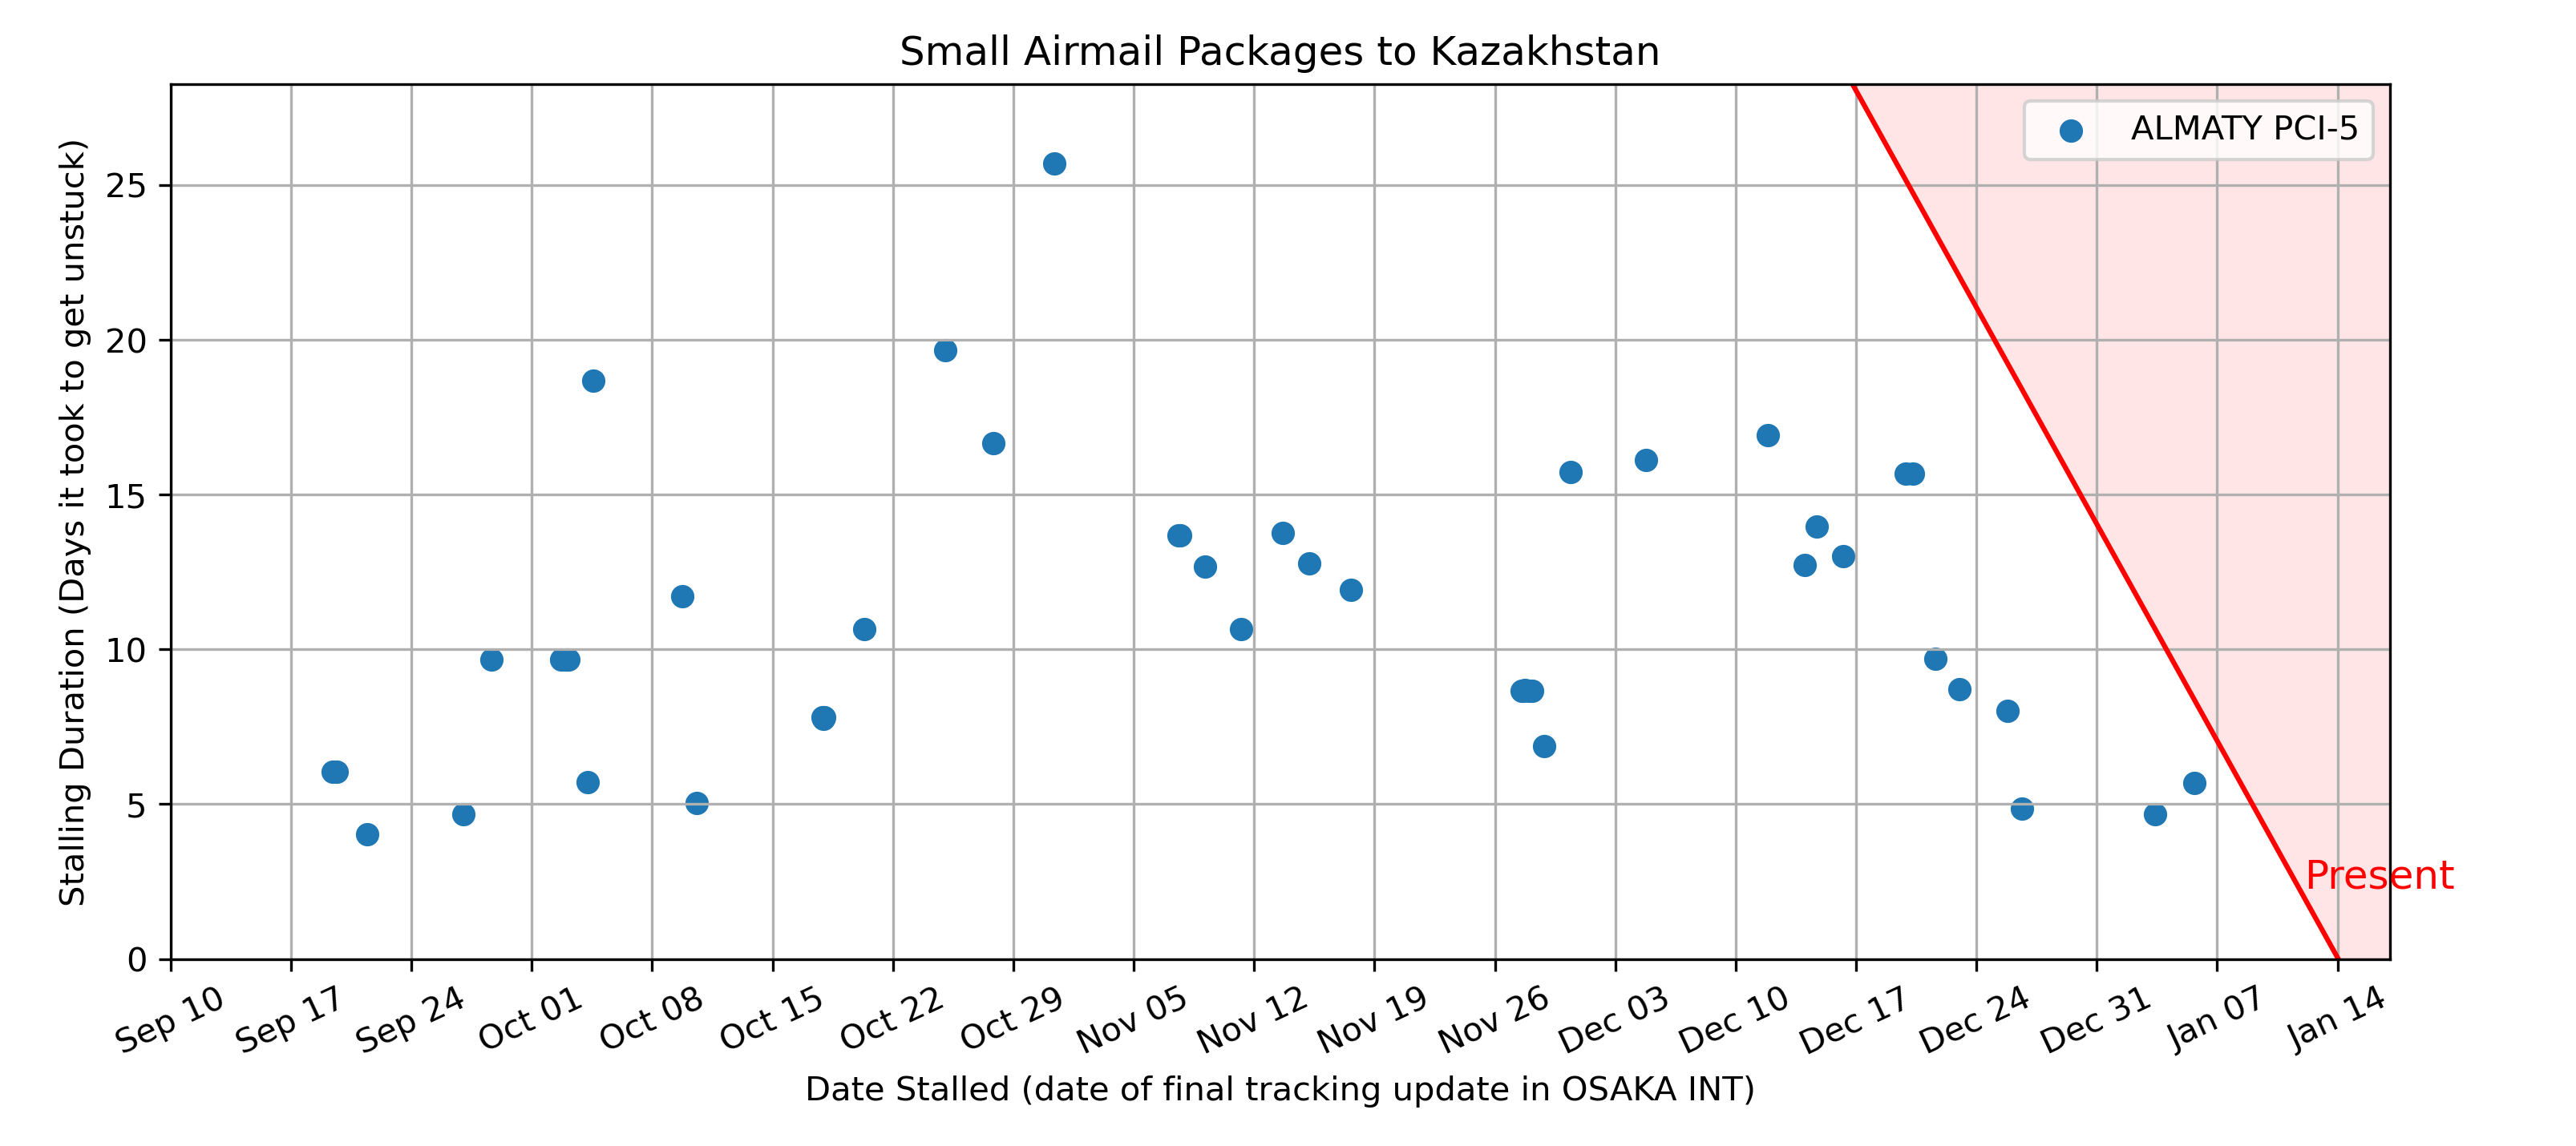 Small Airmail Packages to Kazakhstan
ALMATY PCI-5
Stalling Duration (Days it took to get unstuck)
25
20
15
10
5
0
Present
Sep 10
Sep 17
Sep 24
Oct 01
Oct 08
Oct 15
Oct 22
Oct 29
Nov 05
Nov 12
Nov 19
Nov 26
Dec 03
Dec 10
Dec 17
Dec 24
Dec 31
Jan 07
Jan 14
Date Stalled (date of final tracking update in OSAKA INT)